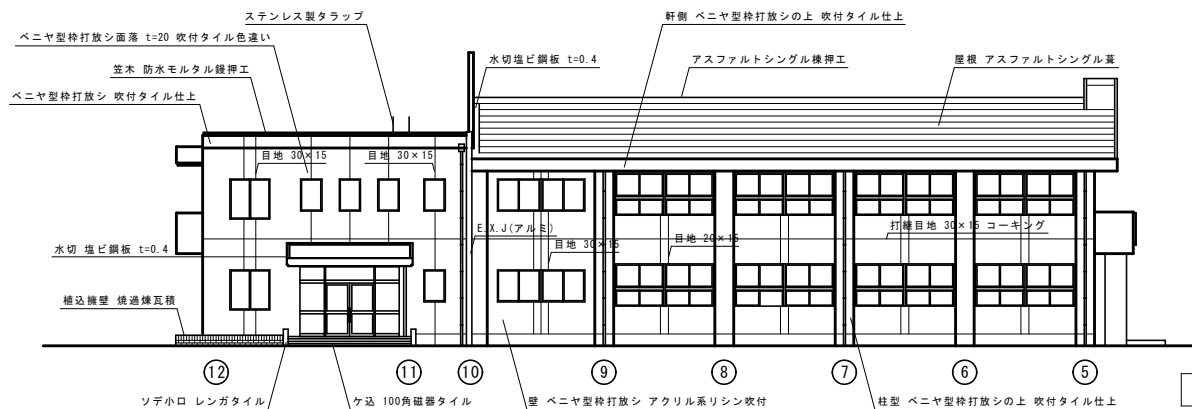 ステンレス製タラップ
軒側 ベニヤ型枠打放シの上 吹付タイル仕上
ベニヤ型枠打放シ面落 t=20 吹付タイル色違い
水切塩ビ鋼板 t=0.4
アスファルトシングル棟押エ
屋根 アスファルトシングル葺
笠木 防水モルタル鏝押エ
ベニヤ型枠打放シ 吹付タイル仕上
目地 30×15
目地 30×15
E.X.J(アルミ)
打継目地 30×15 コーキング
目地 30×15
目地 20×15
水切 塩ビ鋼板 t=0.4
植込擁壁 焼過煉瓦積
12
11
10
9
8
7
6
5
ソデ小口 レンガタイル
ケ込 100角磁器タイル
壁 ベニヤ型枠打放シ アクリル系リシン吹付
柱型 ベニヤ型枠打放シの上 吹付タイル仕上